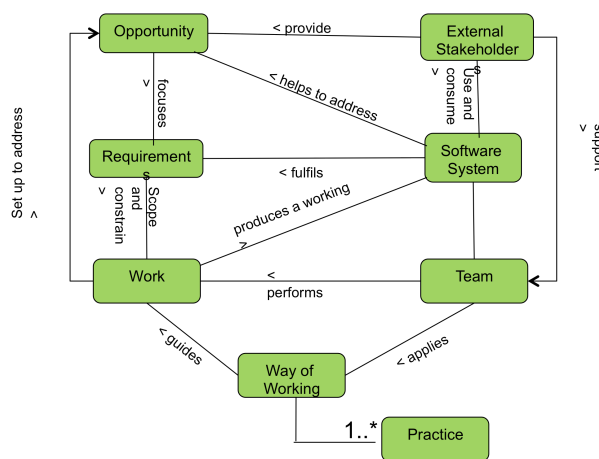 Opportunity
< provide
External
Stakeholder
s
< focuses
< helps to address
Use and
consume
<
Set up to address
>
Requirement
s
< fulfils
Software
System
support
<
Scope
and
constrain
<
produces a working
>
Work
<
performs
Team
< guides
< applies
Way of
Working
1..*
Practice